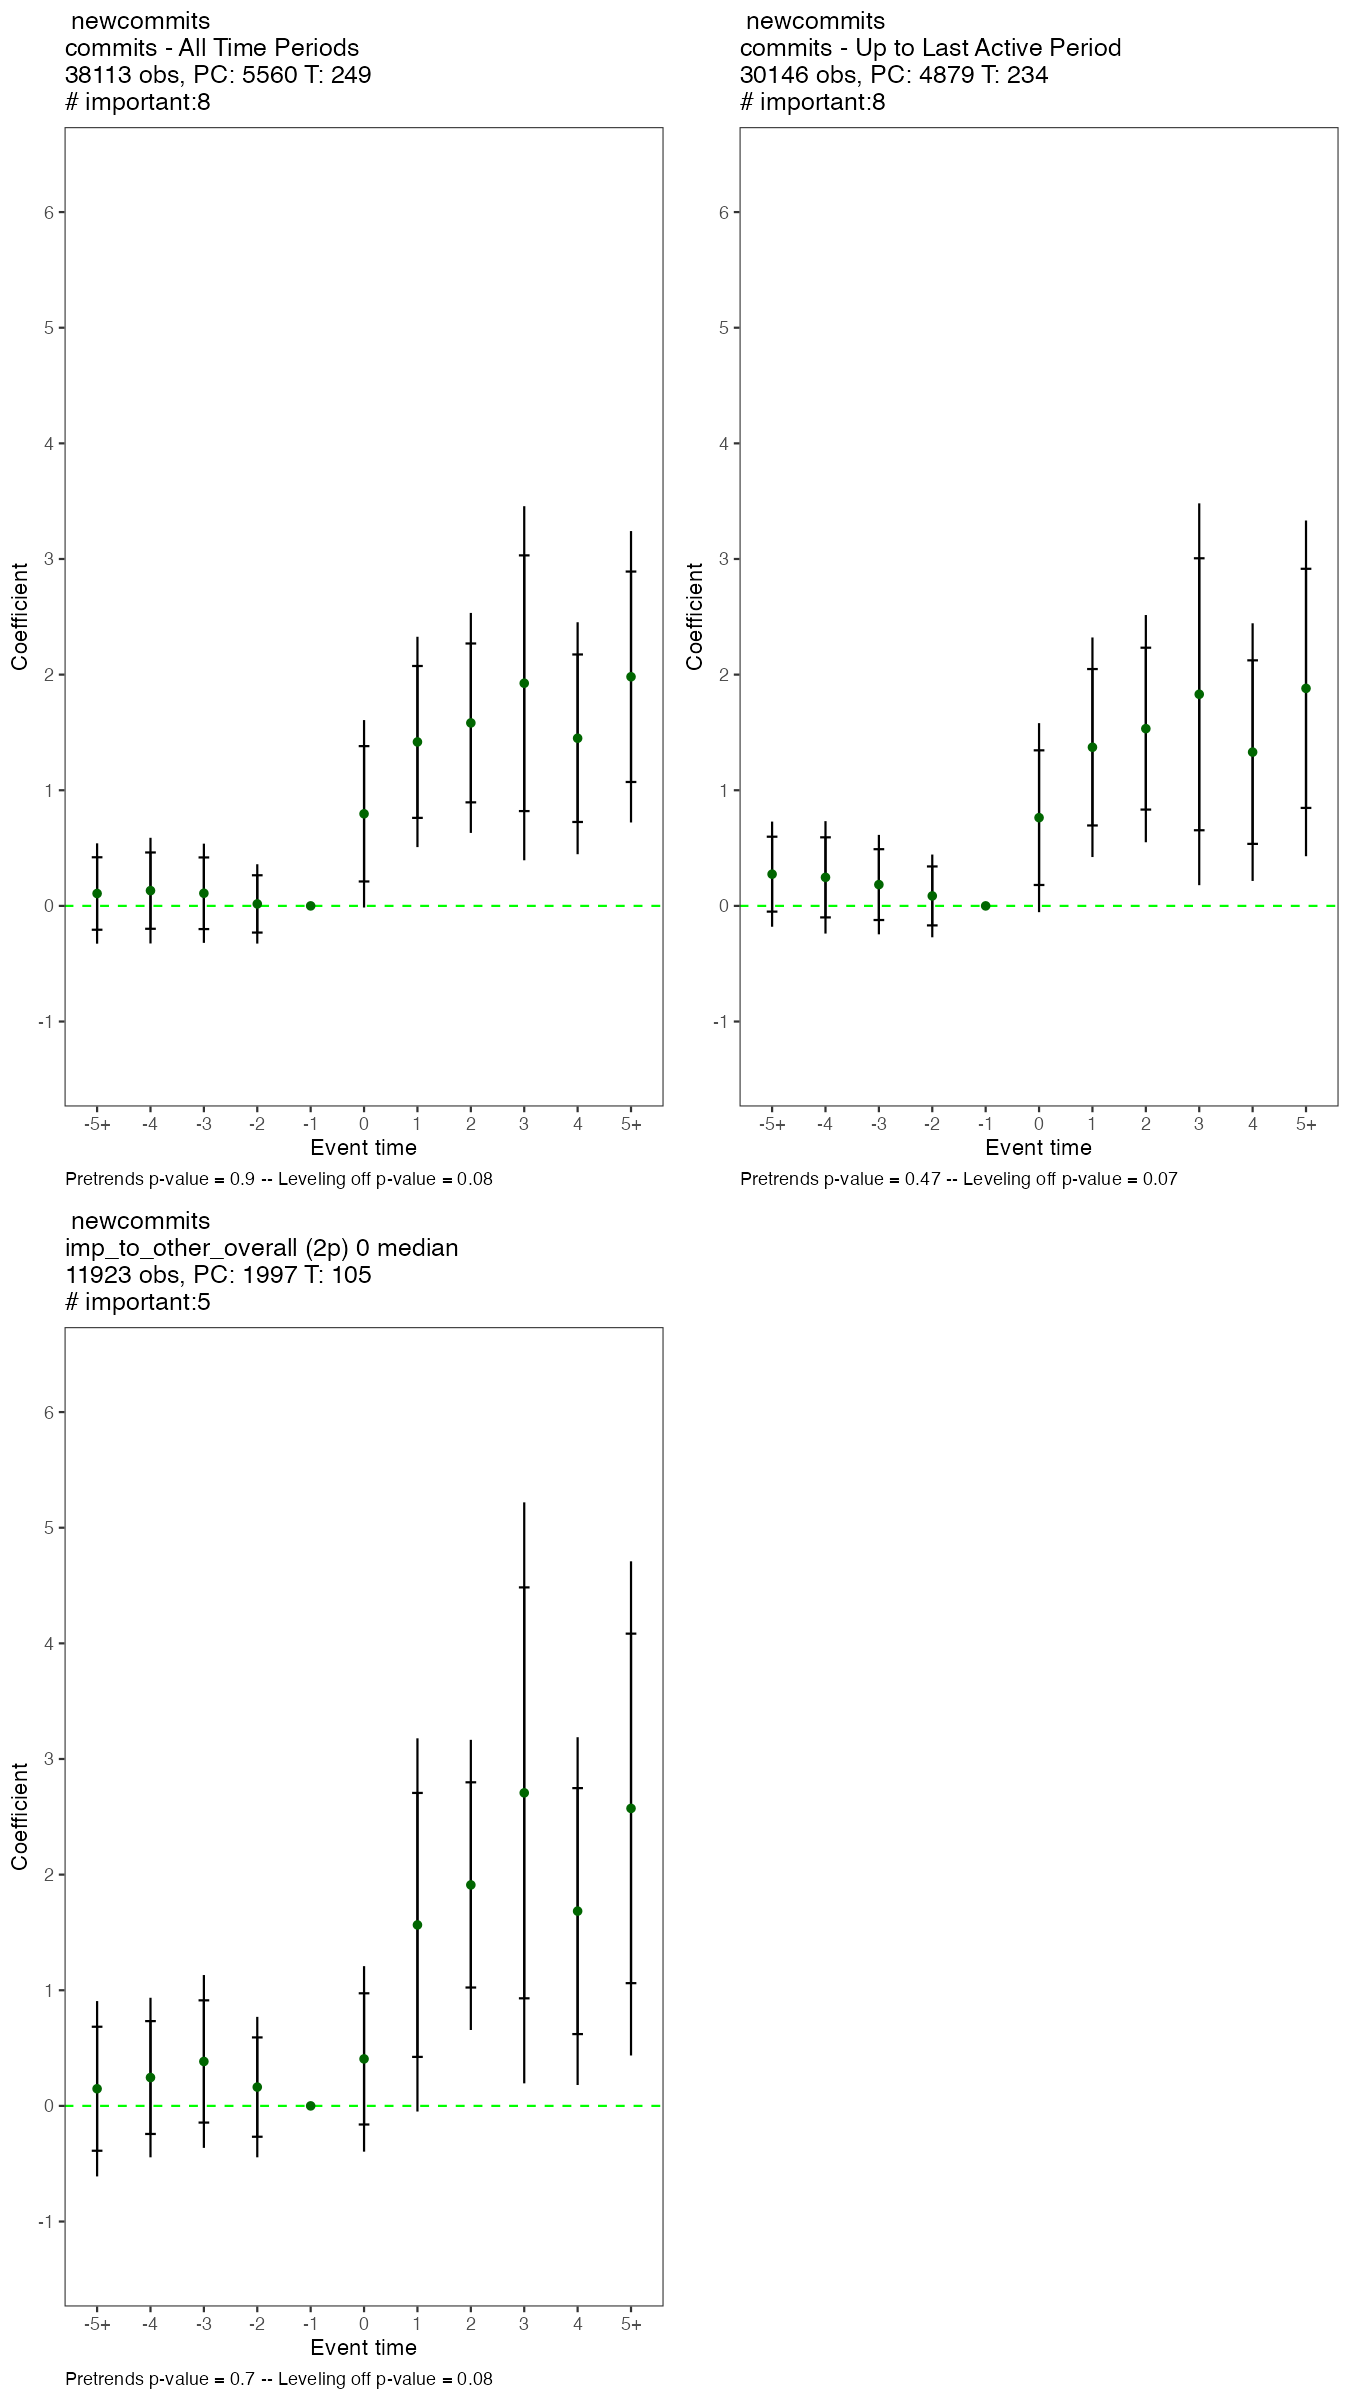 newcommits
commits - All Time Periods
38113 obs, PC: 5560 T: 249
# important:8
Coefficient
6
5
4
3
2
1
0
-1
-5+ -4 -3 -2 -1 0 1 2 3 4 5+
Event time
Pretrends p-value = 0.9 -- Leveling off p-value = 0.08
newcommits
commits - Up to Last Active Period
30146 obs, PC: 4879 T: 234
# important:8
Coefficient
6
5
4
3
2
1
0
-1
-5+ -4 -3 -2 -1 0 1 2 3 4 5+
Event time
Pretrends p-value = 0.47 -- Leveling off p-value = 0.07
newcommits
imp_to_other_overall (2p) 0 median
11923 obs, PC: 1997 T: 105
# important:5
Coefficient
6
5
4
3
2
1
0
-1
-5+ -4 -3 -2 -1 0 1 2 3 4 5+
Event time
Pretrends p-value = 0.7 -- Leveling off p-value = 0.08